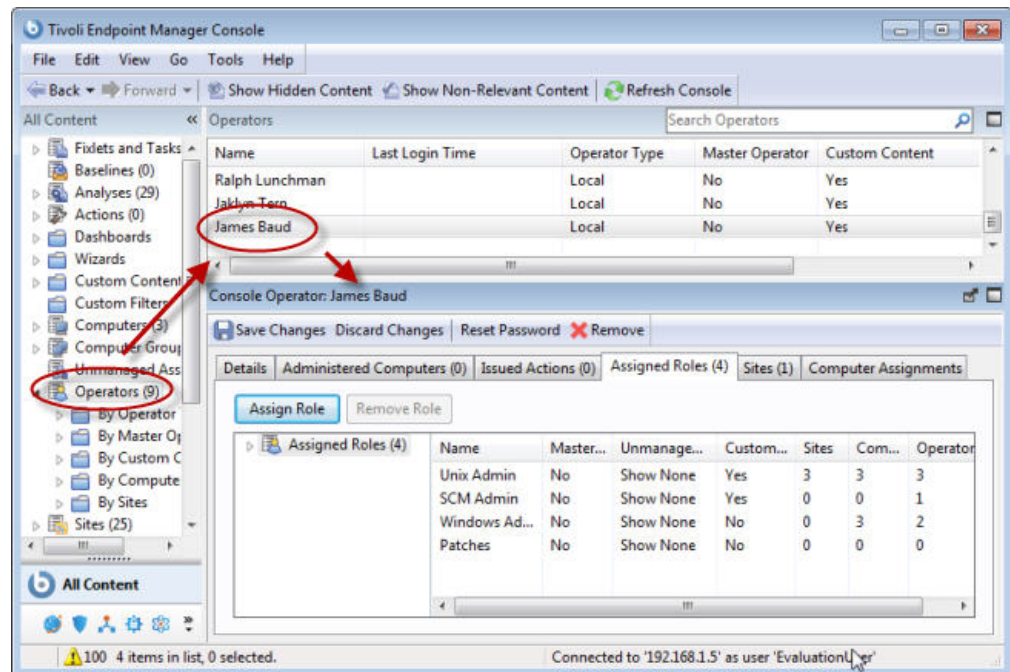 Tivoli Endpoint Manager Console
File Edit View Go Tools Help
Back Forward Show Hidden Content Show Non-Relevant Content Refresh Console
All Content
Fixlets and Tasks
Baselines (0)
Analyses (29)
Actions (0)
Dashboards
Wizards
Custom Content
Custom Filters
Computers (3)
Computer Group
Unmanaged Ass
Operators (9)
By Operator
By Master Op
By Custom C
By Compute
By Sites
Sites (25)
All Content
Operators Search Operators
Name Last Login Time Operator Type Master Operator Custom Content
Ralph Lunchman Local No Yes
Jaklyn Tern Local No Yes
James Baud Local No Yes
Console Operator: James Baud
Save Changes Discard Changes Reset Password Remove
Details Administered Computers (0) Issued Actions (0) Assigned Roles (4) Sites (1) Computer Assignments
Assign Role Remove Role
Assigned Roles (4)
Name Master... Unmanage... Custom... Sites Com... Operator
Unix Admin No Show None Yes 3 3 3
SCM Admin No Show None Yes 0 0 1
Windows Ad... No Show None No 0 3 2
Patches No Show None No 0 0 0
100 4 items in list, 0 selected. Connected to '192.168.1.5' as user 'EvaluationUser'